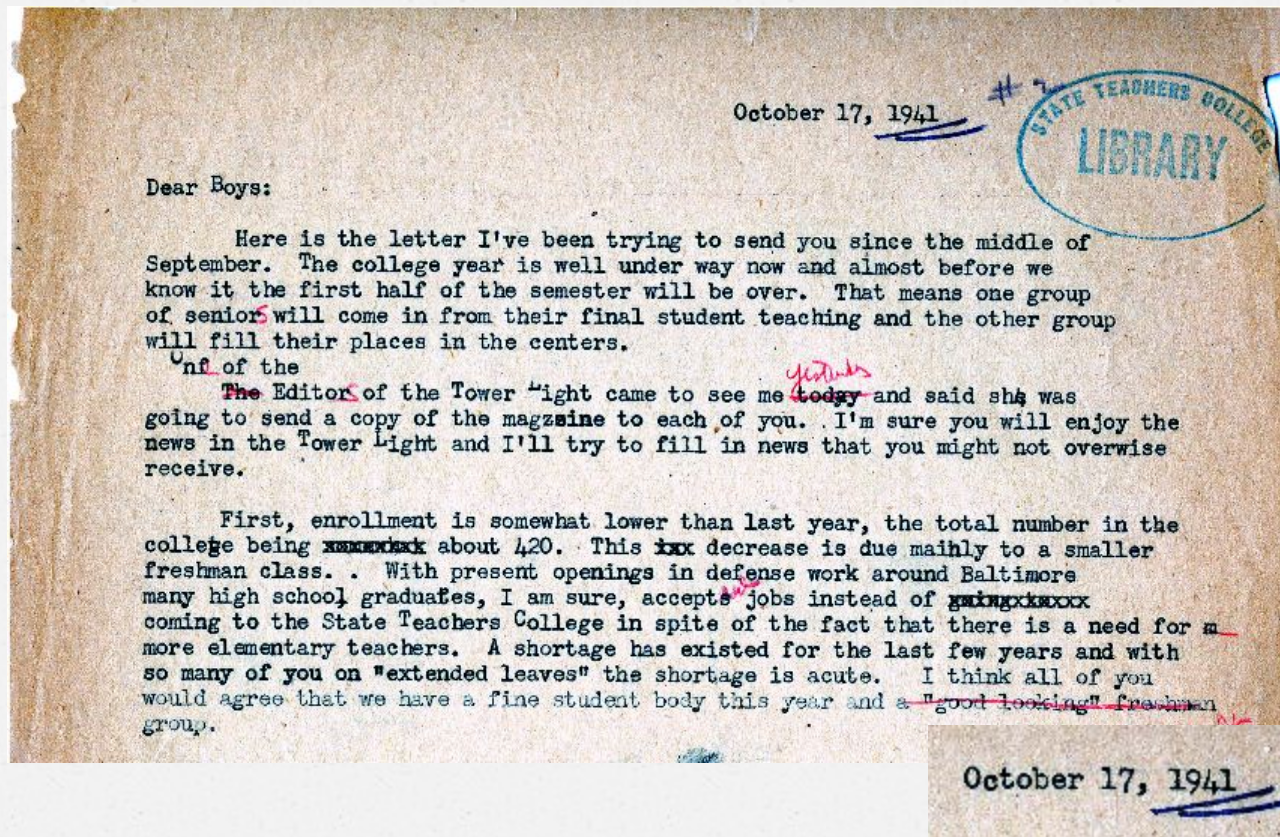 October 17, 1941
#
STATE TEACHERS COLLEGE
LIBRARY
Dear Boys:
Here is the letter I've been trying to send you since the middle of
September. The college year is well under way now and almost before we
know it the first half of the semester will be over. That means one group
of seniors will come in from their final student teaching and the other group
will fill their places in the centers.
One of the
The Editors of the Tower Light came to see me today yesterday and said she was
going to send a copy of the magzaine to each of you. I'm sure you will enjoy the
news in the Tower Light and I'll try to fill in news that you might not overwise
receive.
First, enrollment is somewhat lower than last year, the total number in the
college being about 420. This xxx decrease is due mainly to a smaller
freshman class. . With present openings in defense work around Baltimore
many high school graduates, I am sure, accepts jobs instead of
coming to the State Teachers College in spite of the fact that there is a need for m
more elementary teachers. A shortage has existed for the last few years and with
so many of you on "extended leaves" the shortage is acute. I think all of you
would agree that we have a fine student body this year and a "good looking" freshman
group.
October 17, 1941